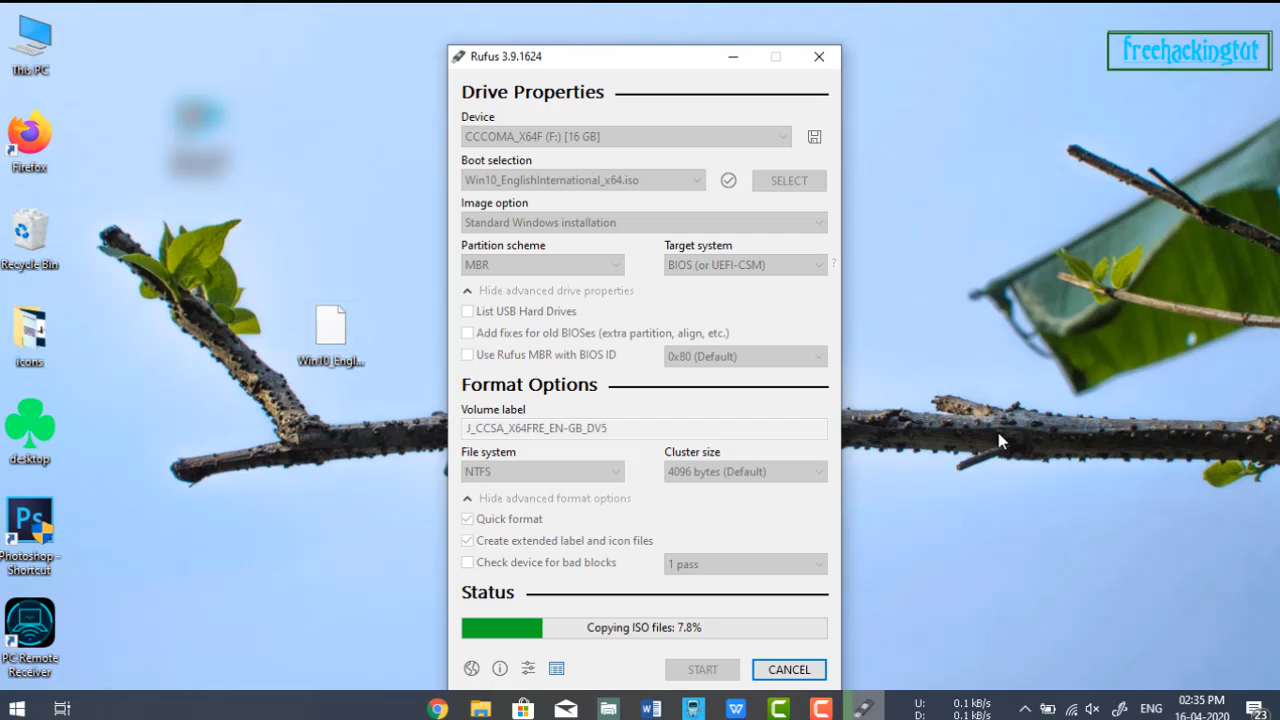 This PC
Firefox
Recycle Bin
icons
desktop
Ps
Photoshop -
Shortcut
PC Remote
Receiver
Win10_Engl...
freehackingtut
Rufus 3.9.1624
Drive Properties
Device
CCCOMA_X64F (F:) [16 GB]
Boot selection
Win10_EnglishInternational_x64.iso
SELECT
Image option
Standard Windows installation
Partition scheme
Target system
MBR
BIOS (or UEFI-CSM)
?
Hide advanced drive properties
List USB Hard Drives
Add fixes for old BIOSes (extra partition, align, etc.)
Use Rufus MBR with BIOS ID
0x80 (Default)
Format Options
Volume label
J_CCSA_X64FRE_EN-GB_DV5
File system
Cluster size
NTFS
4096 bytes (Default)
Hide advanced format options
Quick format
Create extended label and icon files
Check device for bad blocks
1 pass
Status
Copying ISO files: 7.8%
START
CANCEL
U: 0.1 kB/s
D: 0.1 kB/s
ENG
02:35 PM
16-04-2020
23